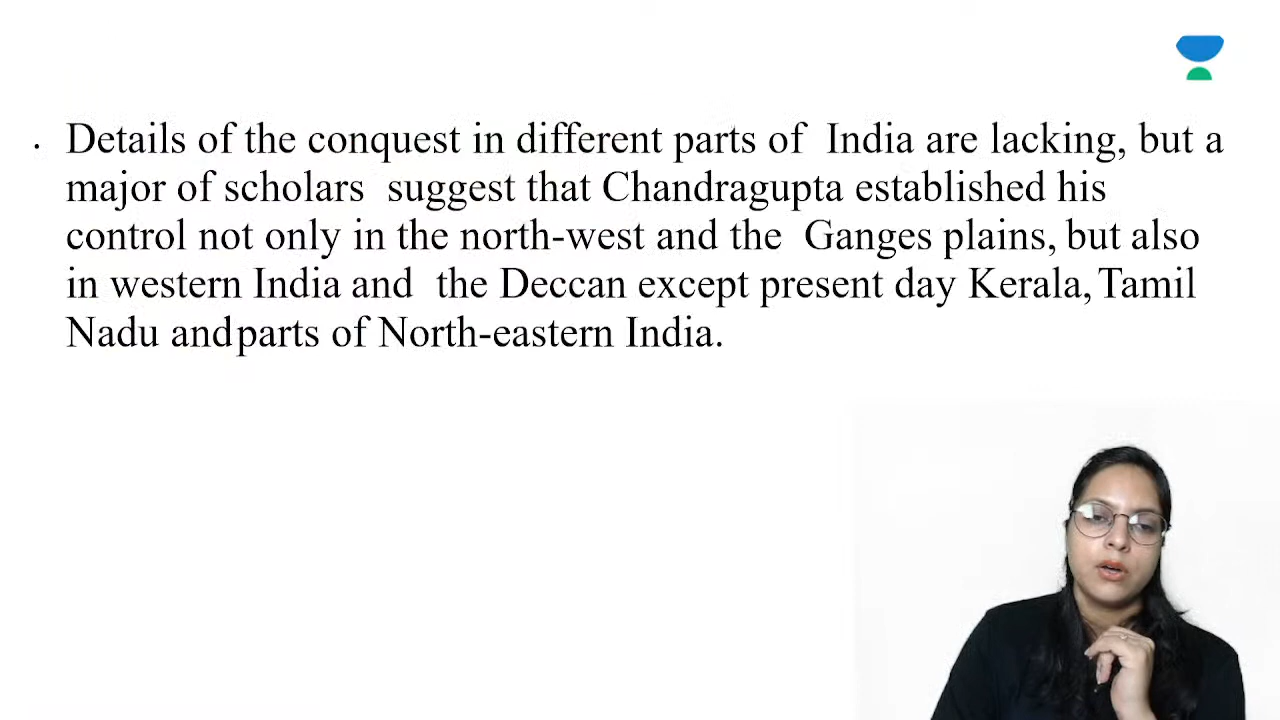 . Details of the conquest in different parts of India are lacking, but a
major of scholars suggest that Chandragupta established his
control not only in the north-west and the Ganges plains, but also
in western India and the Deccan except present day Kerala, Tamil
Nadu and parts of North-eastern India.